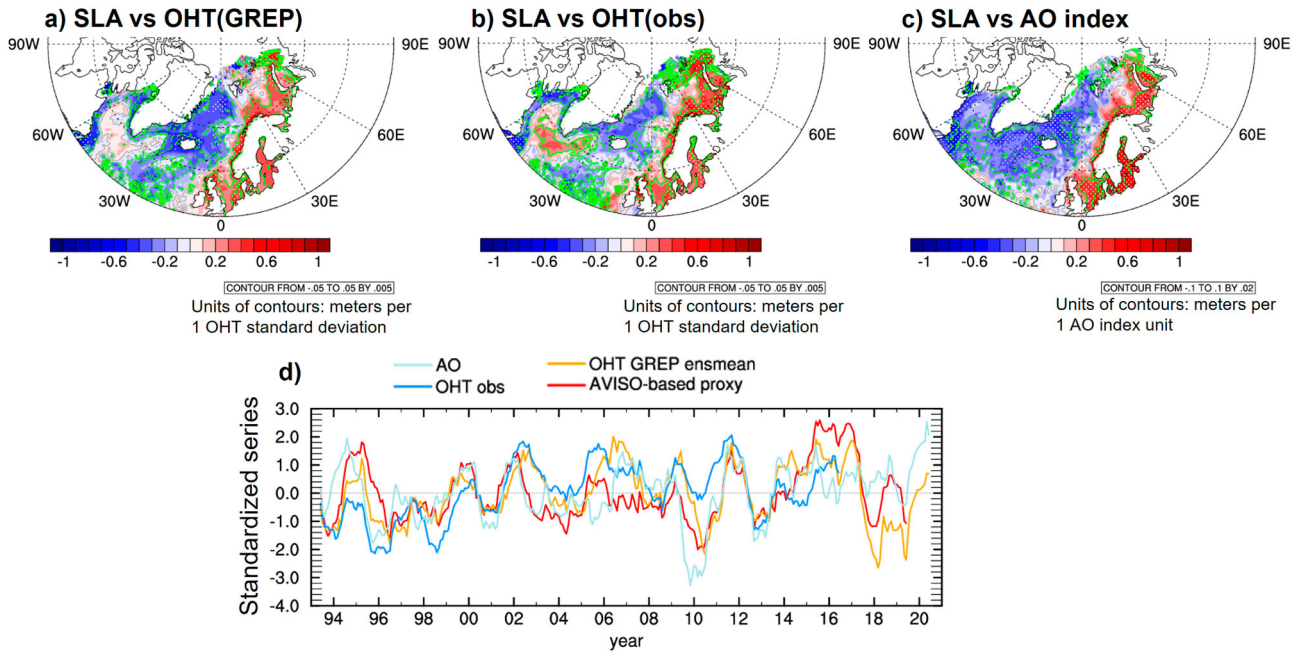 a) SLA vs OHT(GREP)
b) SLA vs OHT(obs)
c) SLA vs AO index
90W 90E 90W 90E 90W 90E
60W 60E 60W 60E 60W 60E
30W 30E 30W 30E 30W 30E
0 0 0
-1 -0.6 -0.2 0.2 0.6 1
-1 -0.6 -0.2 0.2 0.6 1
-1 -0.6 -0.2 0.2 0.6 1
CONTOUR FROM -.05 TO .05 BY .005
CONTOUR FROM -.05 TO .05 BY .005
CONTOUR FROM -.1 TO .1 BY .02
Units of contours: meters per
1 OHT standard deviation
Units of contours: meters per
1 OHT standard deviation
Units of contours: meters per
1 AO index unit
d)
AO
OHT obs
OHT GREP ensmean
AVISO-based proxy
Standardized series
3.0
2.0
1.0
0.0
-1.0
-2.0
-3.0
-4.0
94 96 98 00 02 04 06 08 10 12 14 16 18 20
year